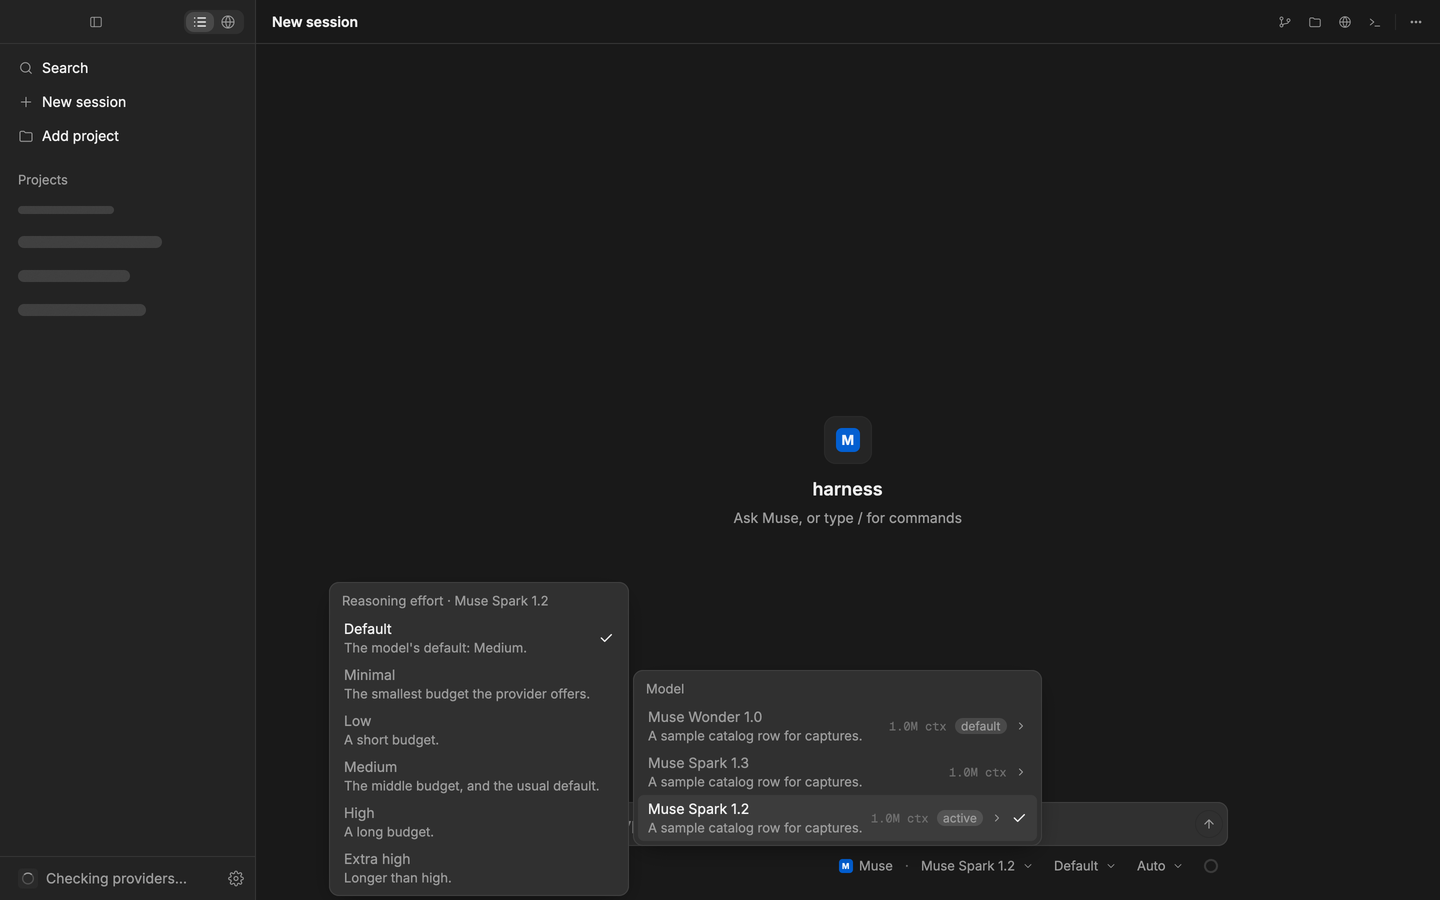 New session
Search
New session
Add project
Projects
M
harness
Ask Muse, or type / for commands
Reasoning effort · Muse Spark 1.2
Default
The model's default: Medium.
Minimal
The smallest budget the provider offers.
Low
A short budget.
Medium
The middle budget, and the usual default.
High
A long budget.
Extra high
Longer than high.
Model
Muse Wonder 1.0
1.0M ctx default
A sample catalog row for captures.
Muse Spark 1.3
1.0M ctx
A sample catalog row for captures.
Muse Spark 1.2
1.0M ctx active
A sample catalog row for captures.
M Muse · Muse Spark 1.2 Default Auto
Checking providers...